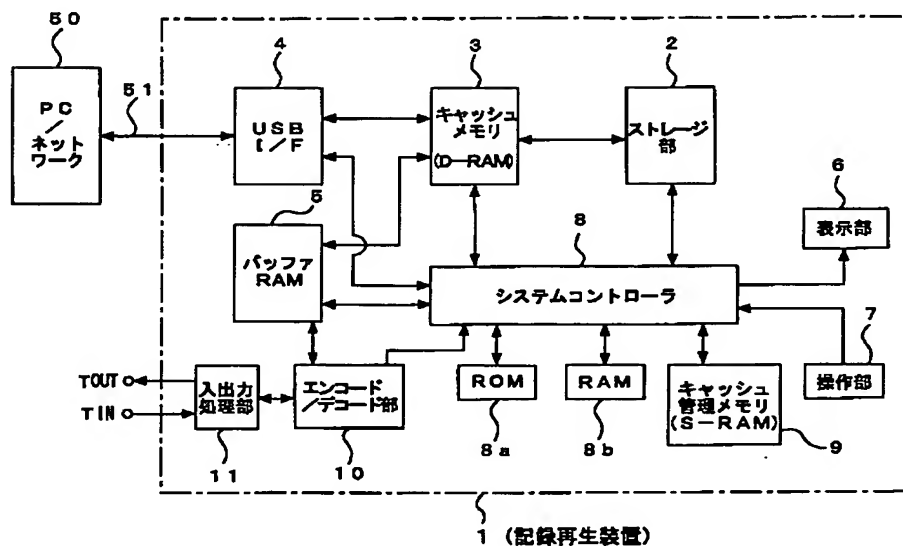 50
PC
／
ネット
ワーク
51
4
USB
I／F
3
キャッシュ
メモリ
(D－RAM)
2
ストレージ
部
5
バッファ
RAM
8
システムコントローラ
6
表示部
7
操作部
TOUT
TIN
入出力
処理部
11
エンコード
／デコード部
10
ROM
8a
RAM
8b
キャッシュ
管理メモリ
(S－RAM)
9
1 (記録再生装置)